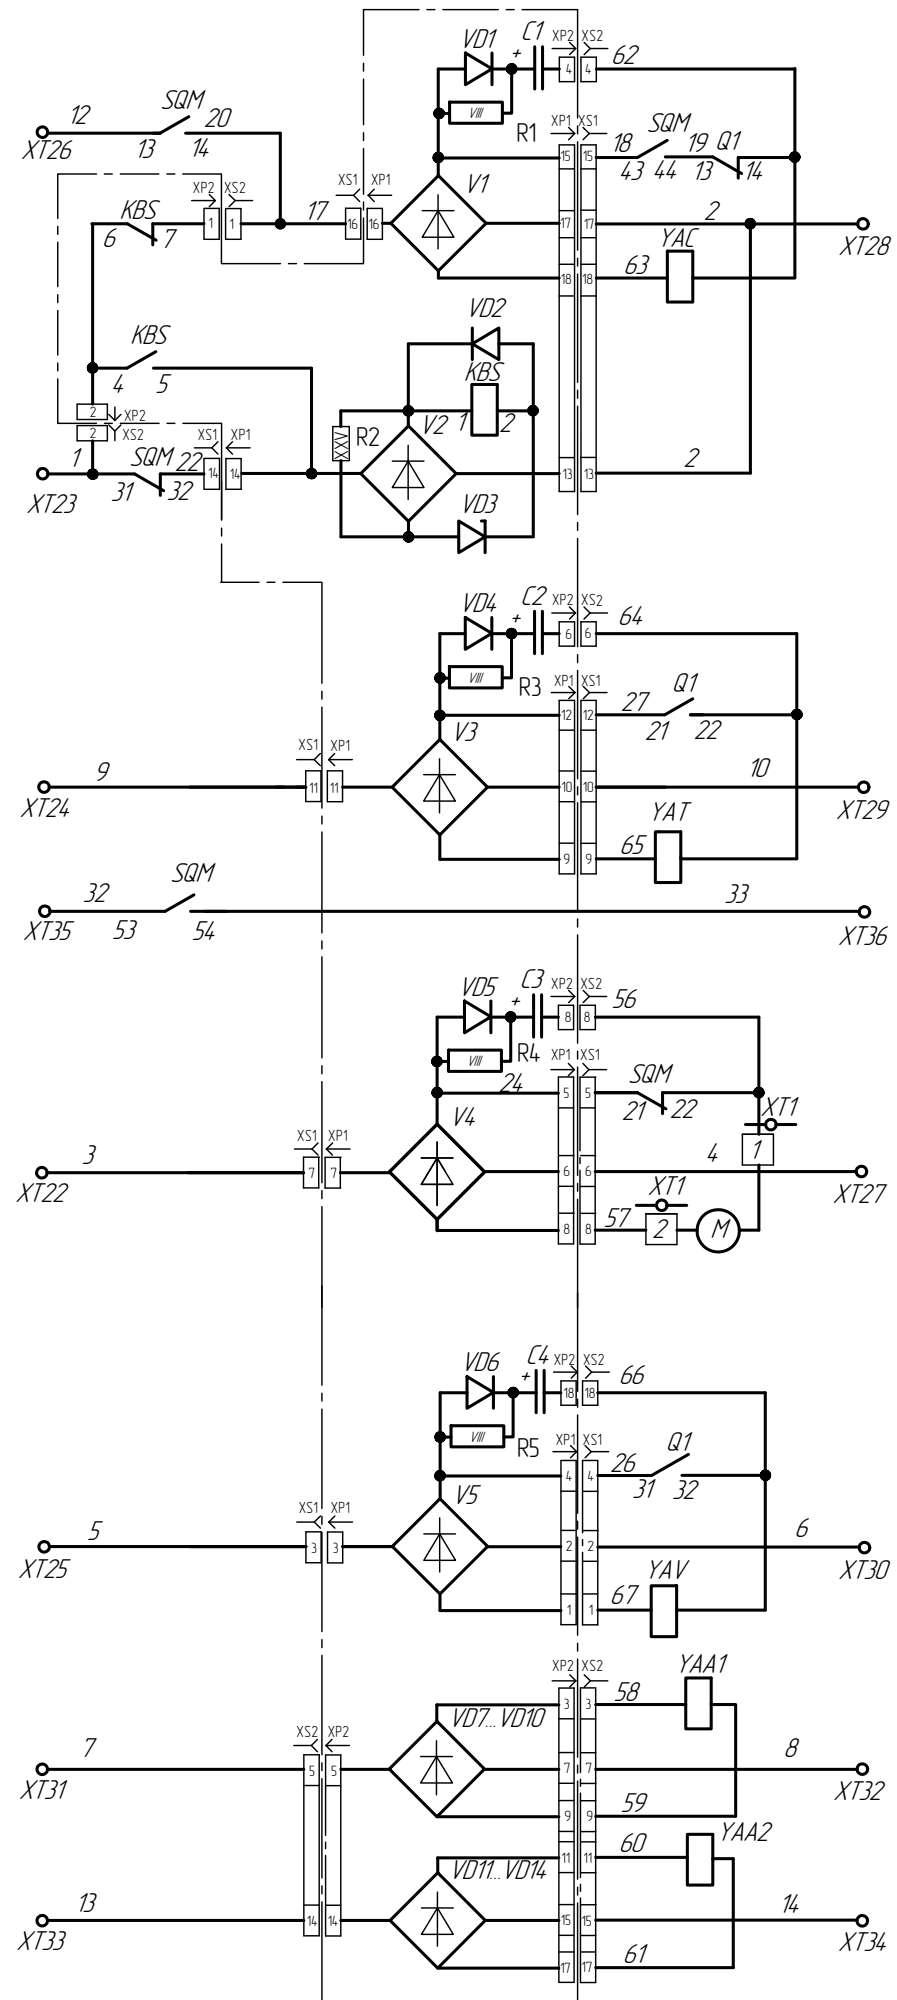 VD1 C1 XP2 XS2 62
+
4 4
12 SQM 20
VIII R1 XP1 XS1
XT26 13 14
15 15 18 SQM 19 Q1
43 44 13 14
XP2 XS2 XS1 XP1 V1
6 KBS 7 1 1 17 16 16 17 17 2
XT28
18 18 63 YAC
VD2
KBS
4 5
KBS
1 2
2 XP2
2 XS2
XXV R2 V2
1 SQM 22 XS1 XP1
14 14 13 13 2
XT23 31 32
VD3
VD4 C2 XP2 XS2 64
+
6 6
VIII R3 XP1 XS1 Q1
12 12 27
21 22
V3
9 XS1 XP1 10
11 11 10 10
XT24 XT29
YAT
9 9 65
SQM
32 33
XT35 53 54 XT36
VD5 C3 XP2 XS2 56
+
8 8
VIII R4 XP1 XS1
24 5 5 SQM
21 22 XT1
V4
3 XS1 XP1 4 1
7 7 6 6
XT22 XT27
XT1
8 8 57 2 M
VD6 C4 XP2 XS2 66
+
18 18
VIII R5 XP1 XS1 Q1
4 4 26
31 32
V5
5 XS1 XP1 6
3 3 2 2
XT25 XT30
YAV
1 1 67
XP2 XS2 YAA1
3 3 58
VD7...VD10
7 XS2 XP2 8
5 5 7 7
XT31 XT32
9 9 59
60 YAA2
11 11
VD11...VD14
13 14
14 14 15 15
XT33 XT34
17 17 61